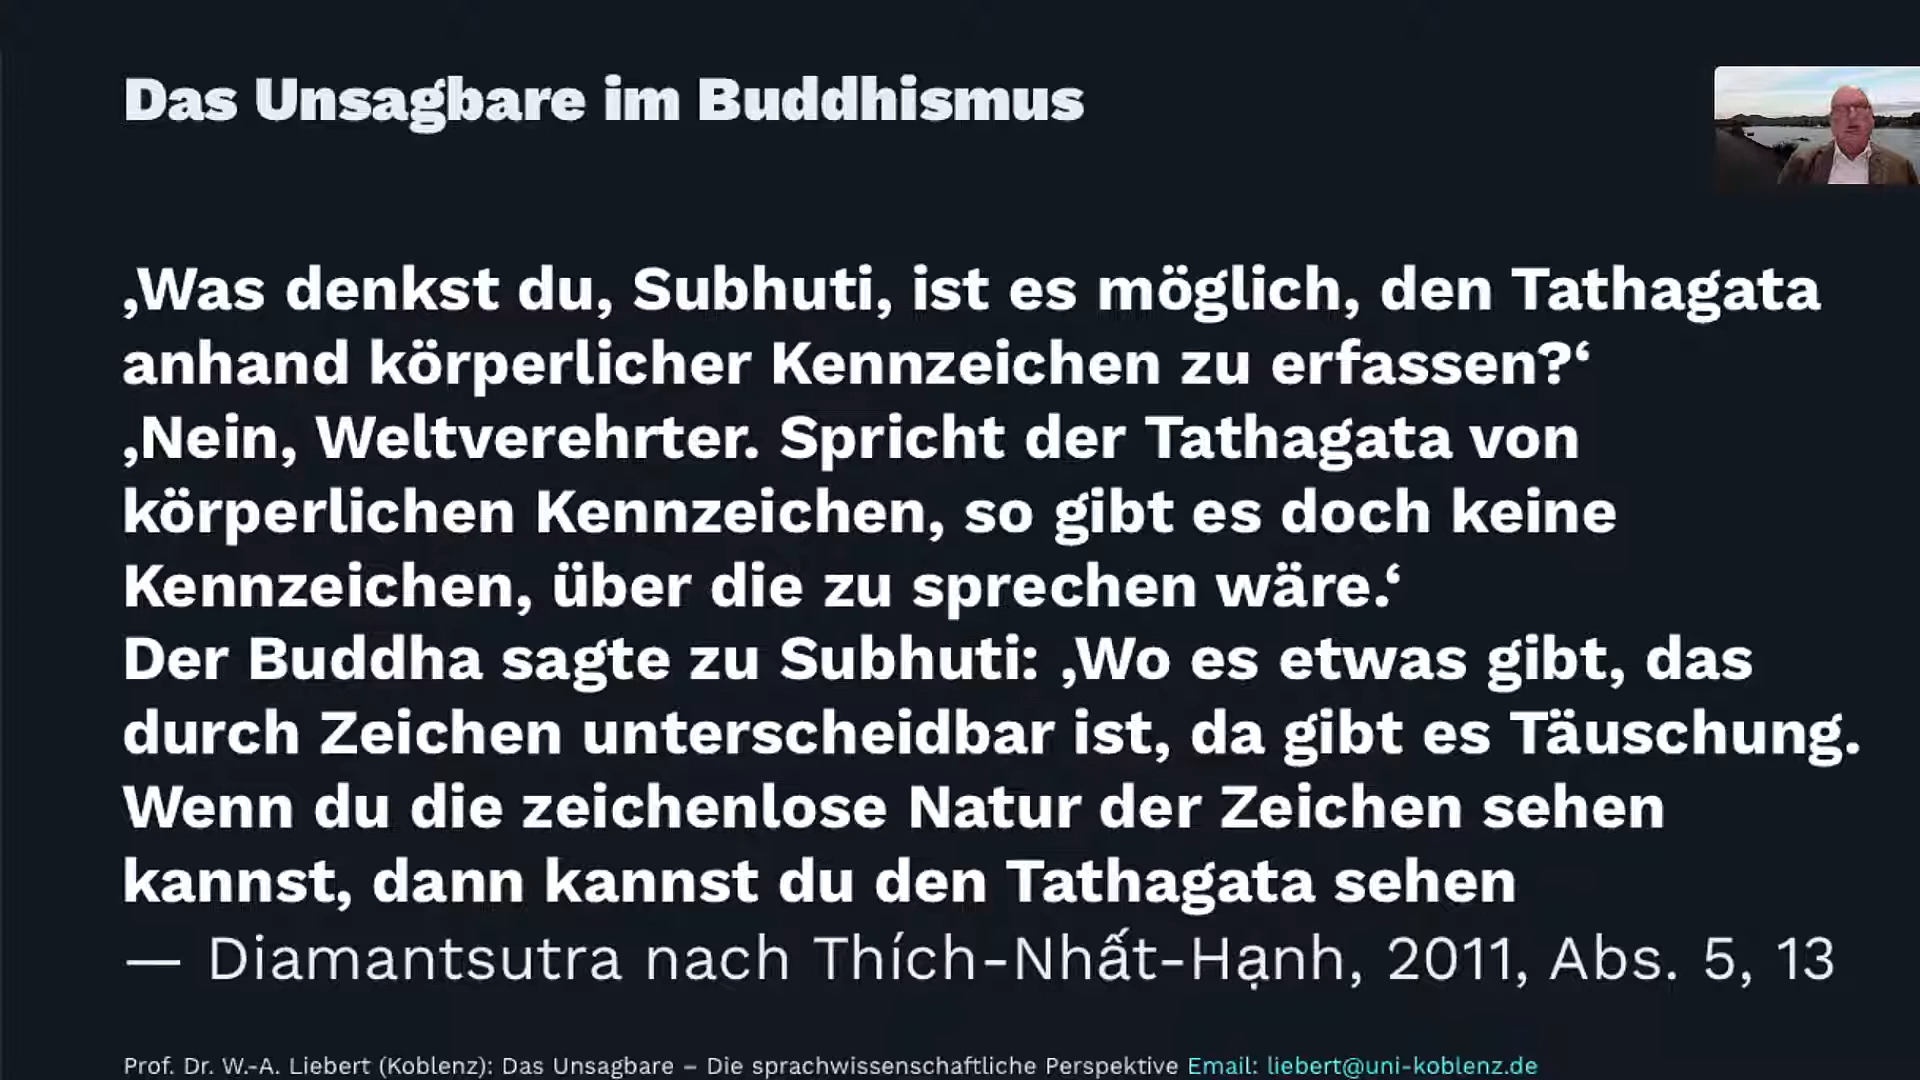 Das Unsagbare im Buddhismus
‚Was denkst du, Subhuti, ist es möglich, den Tathagata
anhand körperlicher Kennzeichen zu erfassen?‘
‚Nein, Weltverehrter. Spricht der Tathagata von
körperlichen Kennzeichen, so gibt es doch keine
Kennzeichen, über die zu sprechen wäre.‘
Der Buddha sagte zu Subhuti: ‚Wo es etwas gibt, das
durch Zeichen unterscheidbar ist, da gibt es Täuschung.
Wenn du die zeichenlose Natur der Zeichen sehen
kannst, dann kannst du den Tathagata sehen
— Diamantsutra nach Thích-Nhất-Hạnh, 2011, Abs. 5, 13
Prof. Dr. W.-A. Liebert (Koblenz): Das Unsagbare – Die sprachwissenschaftliche Perspektive Email: liebert@uni-koblenz.de